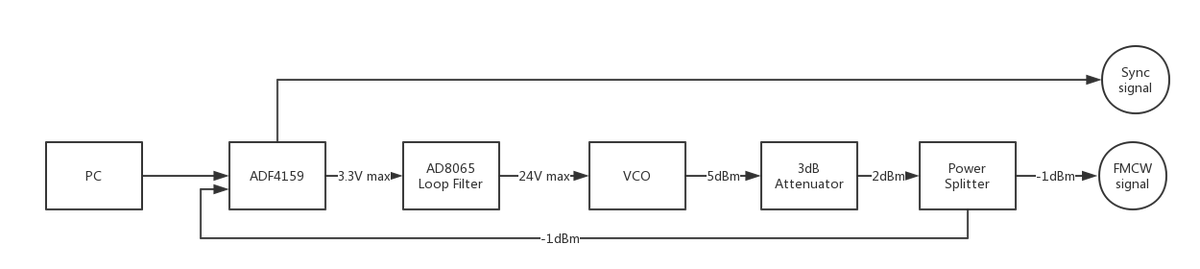 Sync
signal
PC
ADF4159
3.3V max
AD8065
Loop Filter
24V max
VCO
5dBm
3dB
Attenuator
2dBm
Power
Splitter
-1dBm
FMCW
signal
-1dBm